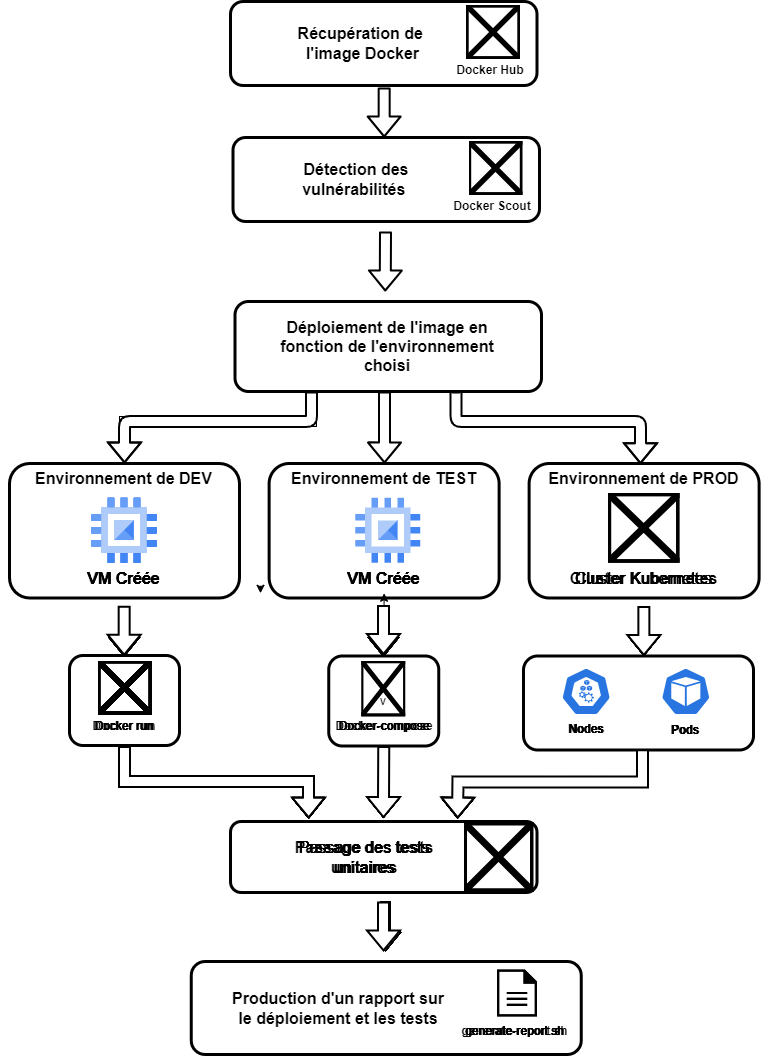 Récupération de
l'image Docker
Docker Hub
Détection des
vulnérabilités
Docker Scout
Déploiement de l'image en
fonction de l'environnement
choisi
Environnement de DEV
VM Créée
Environnement de TEST
VM Créée
Environnement de PROD
Cluster Kubernetes
Docker run
v
Docker-compose
Nodes
Pods
Passage des tests
unitaires
Production d'un rapport sur
le déploiement et les tests
generate-report.sh